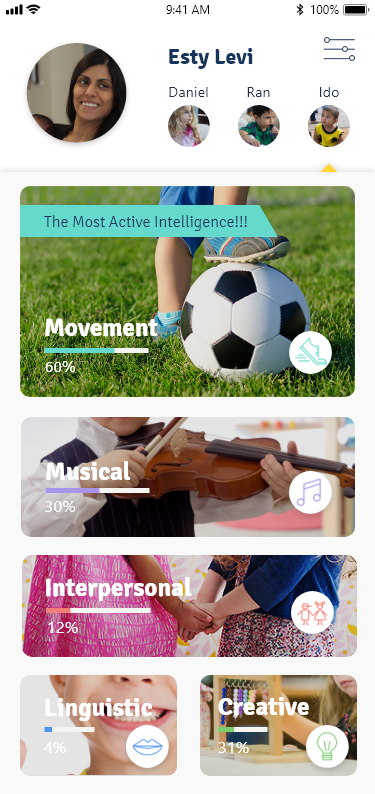 9:41 AM
100%
Esty Levi
Daniel
Ran
Ido
The Most Active Intelligence!!!
Movement
60%
Musical
30%
Interpersonal
12%
Linguistic
4%
Creative
31%